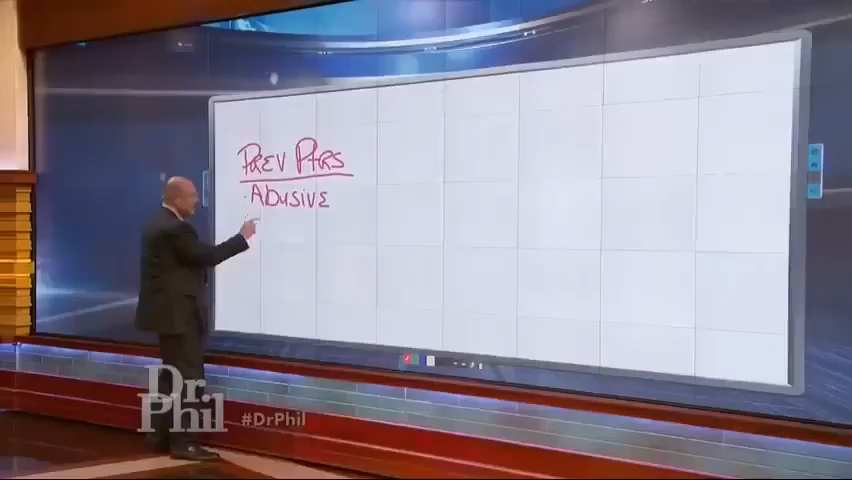 PREV PTRS
· ABUSIVE
Dr.
Phil
#DrPhil